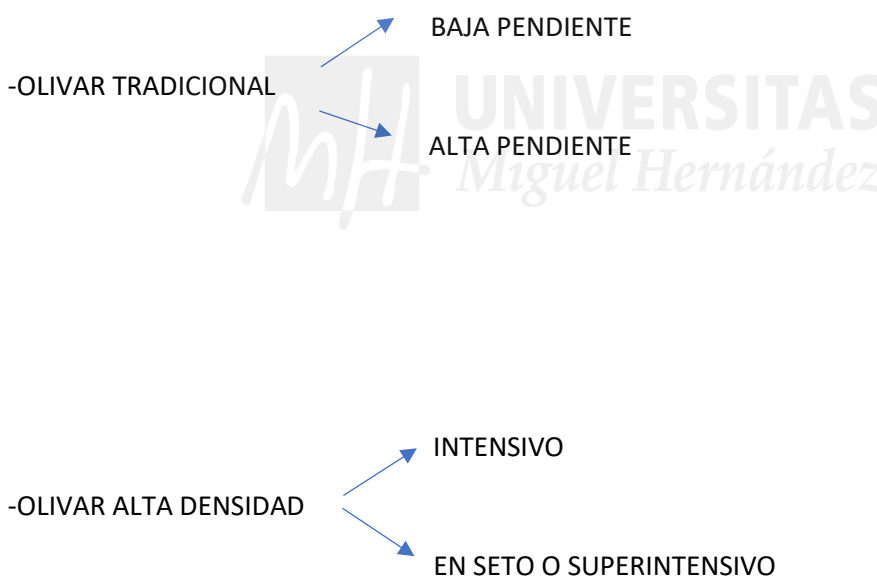 BAJA PENDIENTE
-OLIVAR TRADICIONAL
UNIVERSITAS
ALTA PENDIENTE
Miguel Hernández
INTENSIVO
-OLIVAR ALTA DENSIDAD
EN SETO O SUPERINTENSIVO